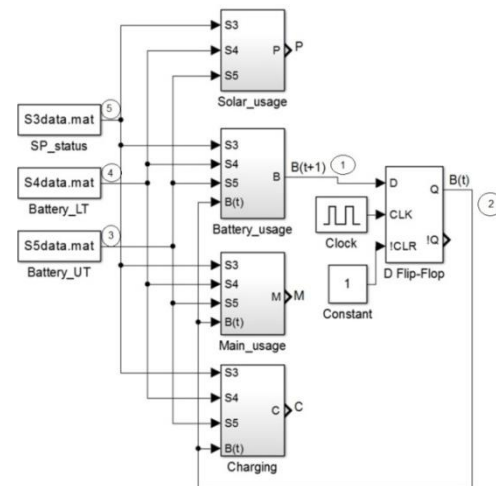 S3
S4
S5
P
P
Solar_usage
S3data.mat
5
SP_status
S4data.mat
4
Battery_LT
S5data.mat
3
Battery_UT
S3
S4
S5
B(t)
B
Battery_usage
B(t+1)
1
D
CLK
!CLR
Q
!Q
D Flip-Flop
B(t)
2
Clock
1
Constant
S3
S4
S5
B(t)
M
M
Main_usage
S3
S4
S5
B(t)
C
C
Charging